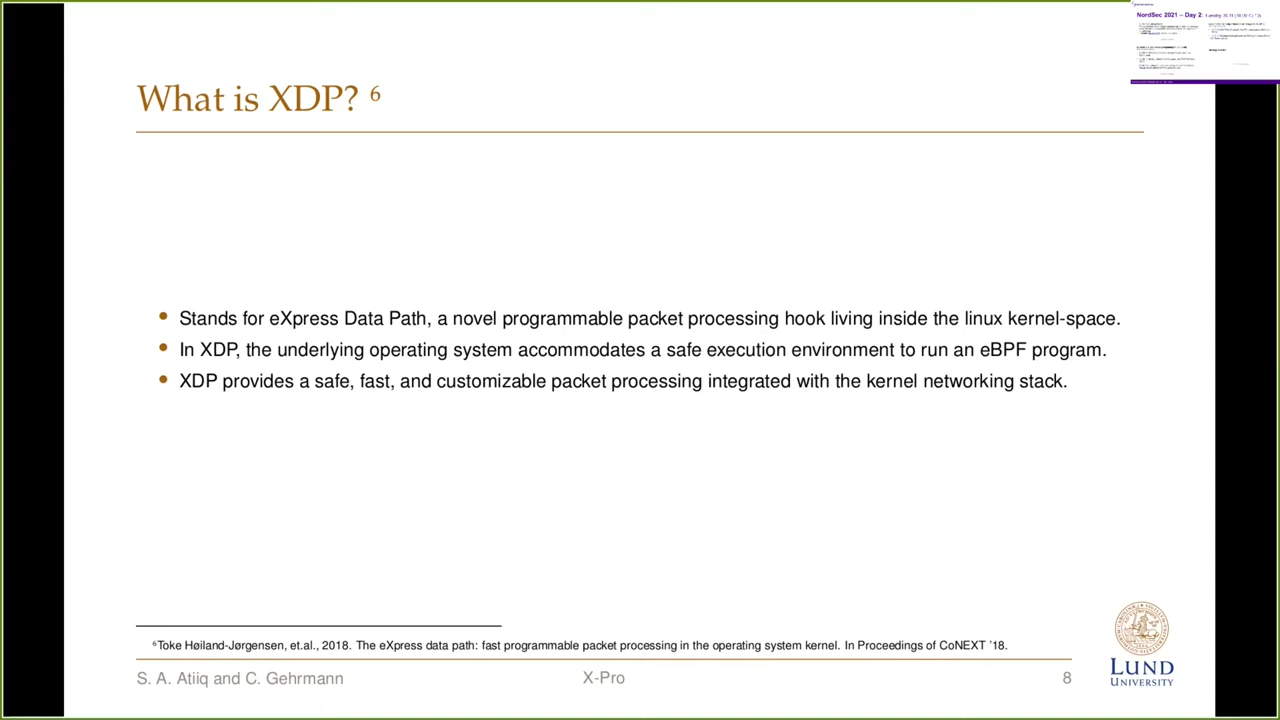 NordSec 2021 – Day 2:
What is XDP? 6
Stands for eXpress Data Path, a novel programmable packet processing hook living inside the linux kernel-space.
In XDP, the underlying operating system accommodates a safe execution environment to run an eBPF program.
XDP provides a safe, fast, and customizable packet processing integrated with the kernel networking stack.
6Toke Høiland-Jørgensen, et.al., 2018. The eXpress data path: fast programmable packet processing in the operating system kernel. In Proceedings of CoNEXT '18.
S. A. Atiiq and C. Gehrmann
X-Pro
8
LUND
UNIVERSITY